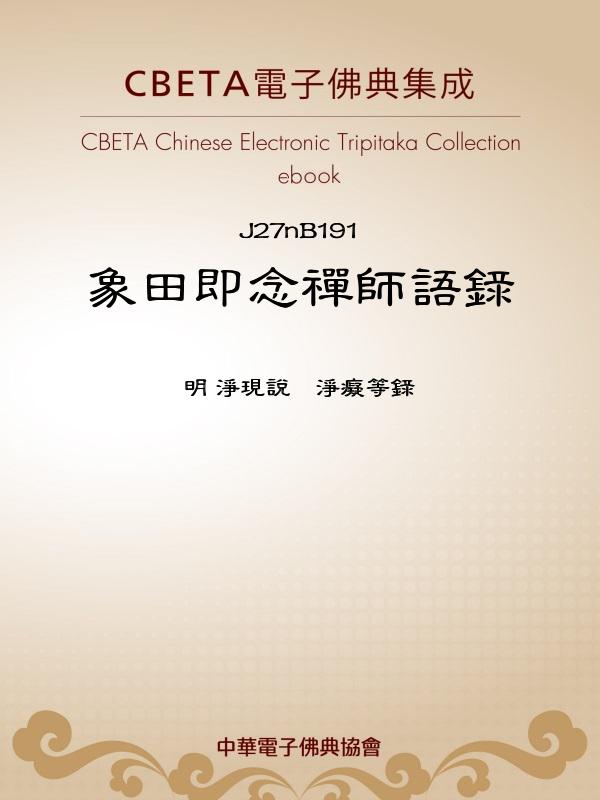 CBETA電子佛典集成
CBETA Chinese Electronic Tripitaka Collection
ebook
J27nB191
象田即念禪師語錄
明 淨現說　淨癡等錄
中華電子佛典協會